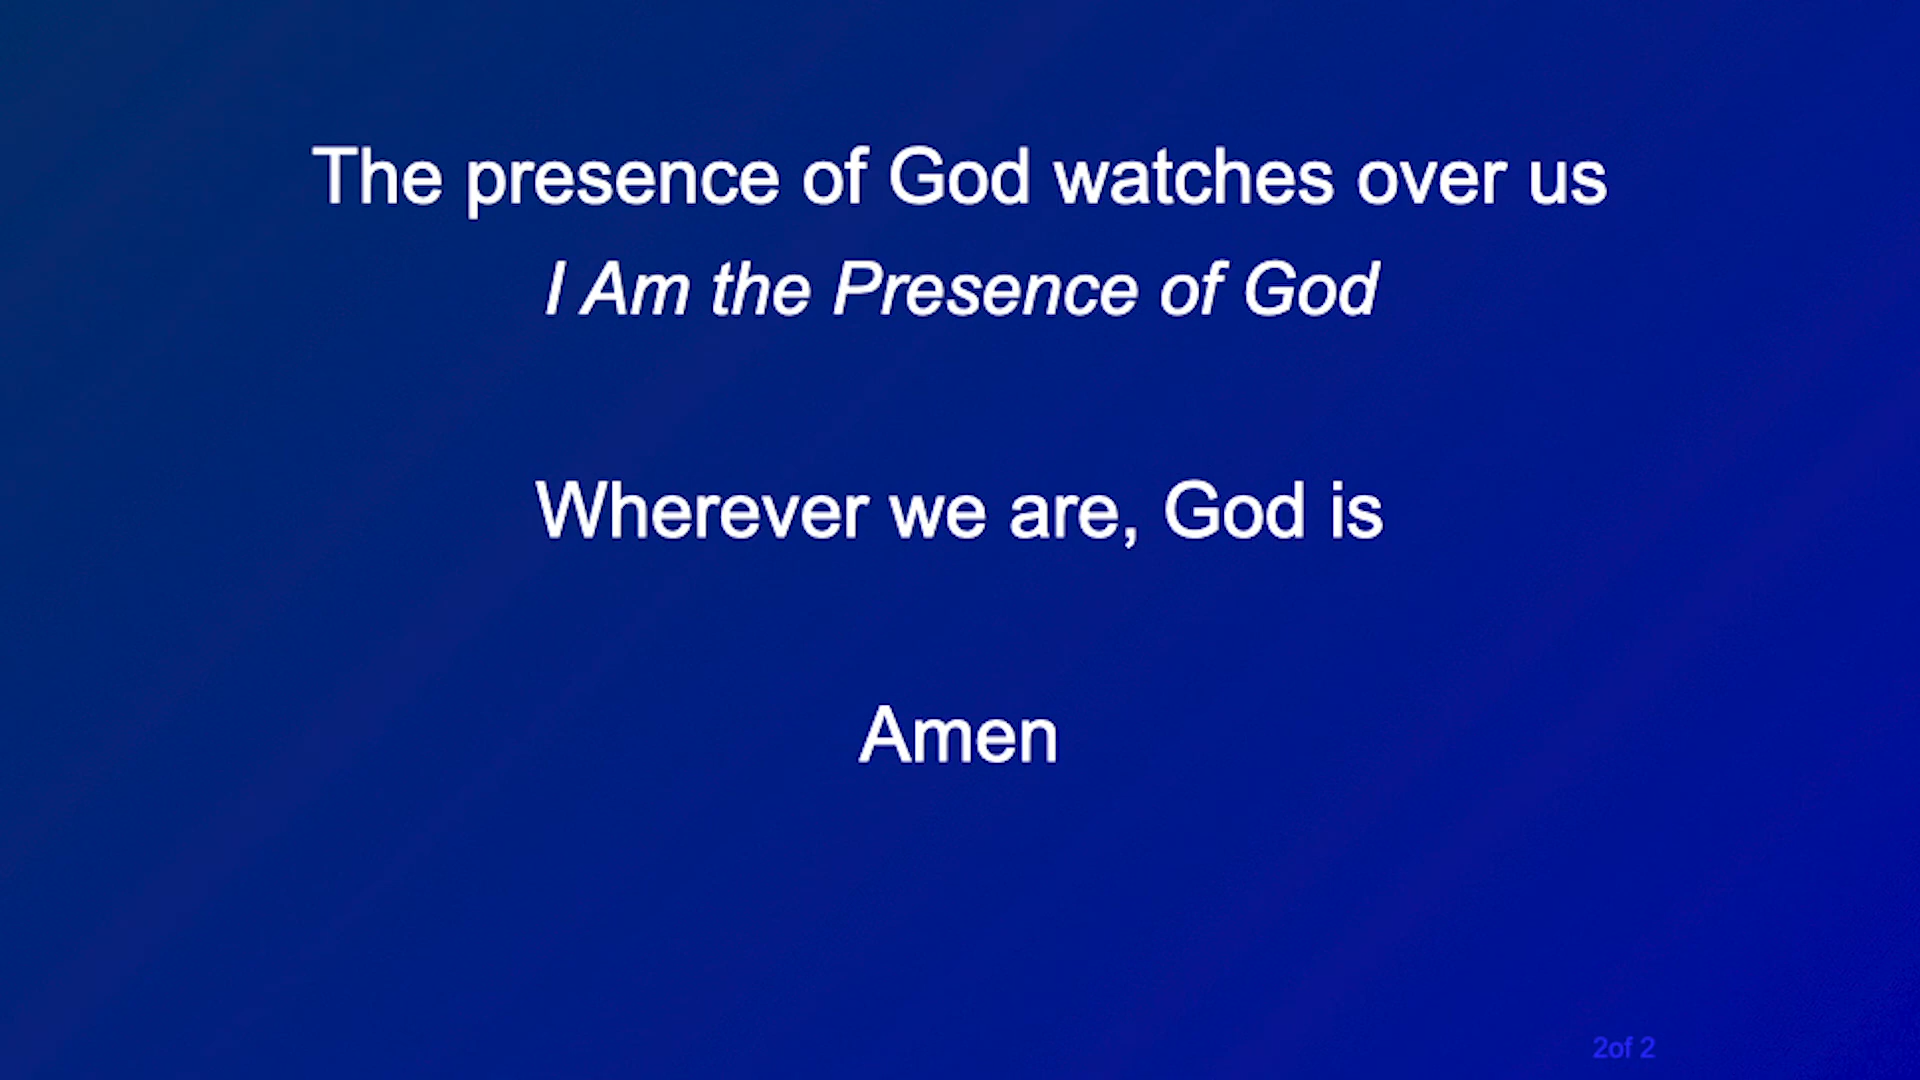 The presence of God watches over us
I Am the Presence of God
Wherever we are, God is
Amen
2of 2